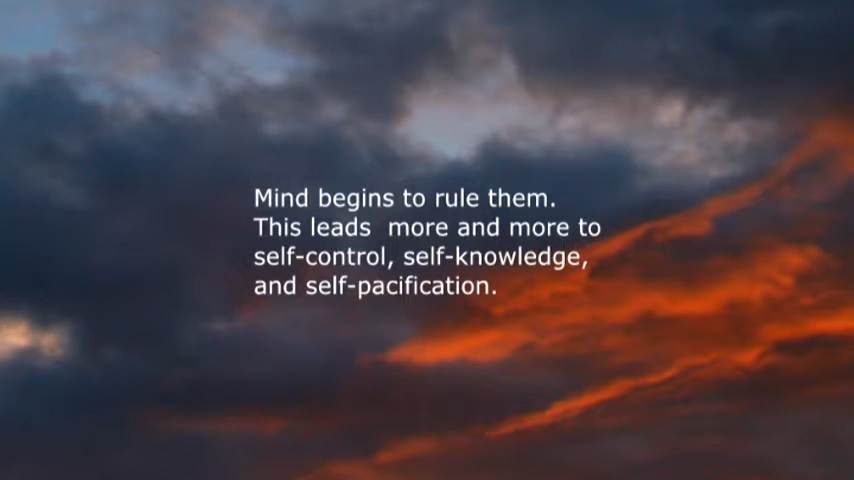 Mind begins to rule them.
This leads  more and more to
self-control, self-knowledge,
and self-pacification.